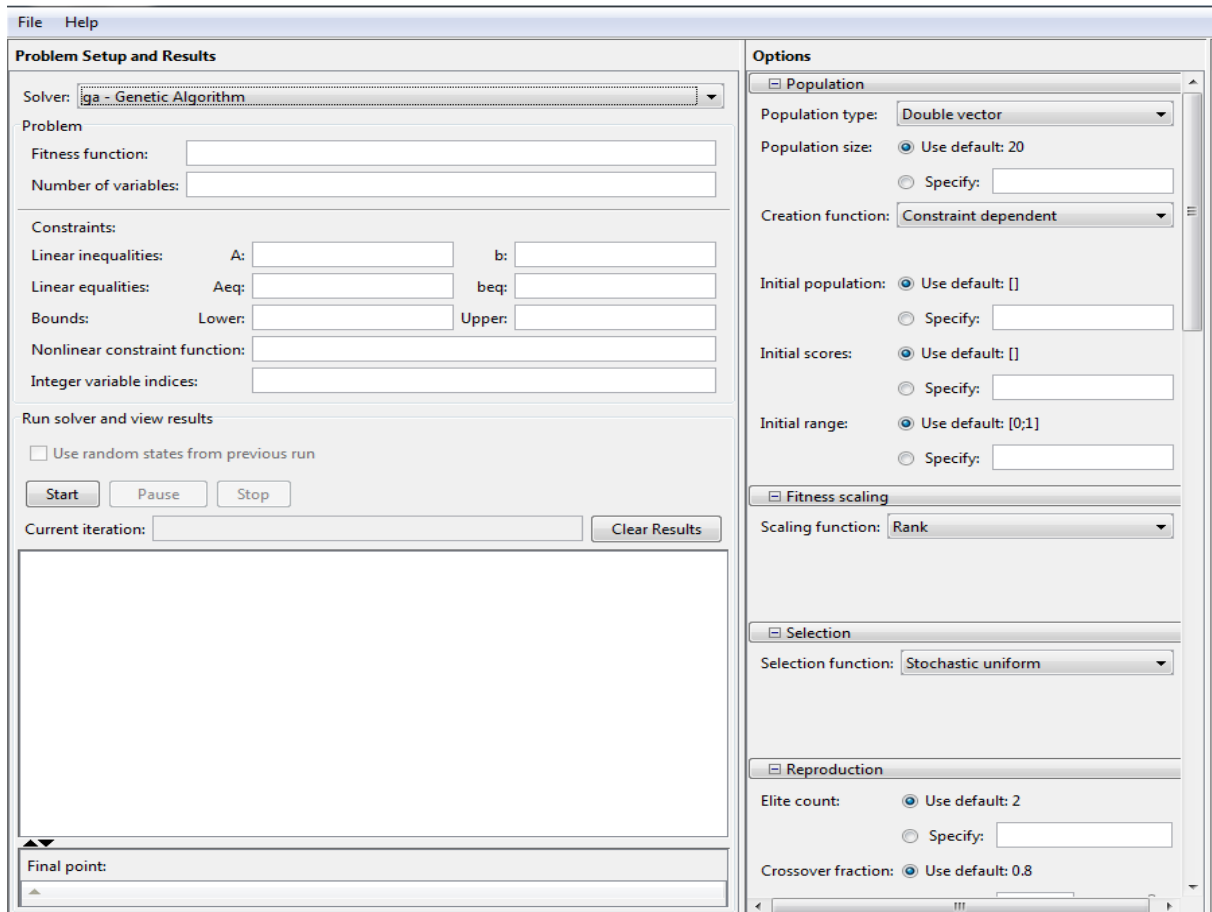 File Help
Problem Setup and Results
Solver: ga - Genetic Algorithm
Problem
Fitness function:
Number of variables:
Constraints:
Linear inequalities: A: b:
Linear equalities: Aeq: beq:
Bounds: Lower: Upper:
Nonlinear constraint function:
Integer variable indices:
Run solver and view results
Use random states from previous run
Start Pause Stop
Current iteration: Clear Results
Final point:
Options
Population
Population type: Double vector
Population size: Use default: 20
Specify:
Creation function: Constraint dependent
Initial population: Use default: []
Specify:
Initial scores: Use default: []
Specify:
Initial range: Use default: [0;1]
Specify:
Fitness scaling
Scaling function: Rank
Selection
Selection function: Stochastic uniform
Reproduction
Elite count: Use default: 2
Specify:
Crossover fraction: Use default: 0.8